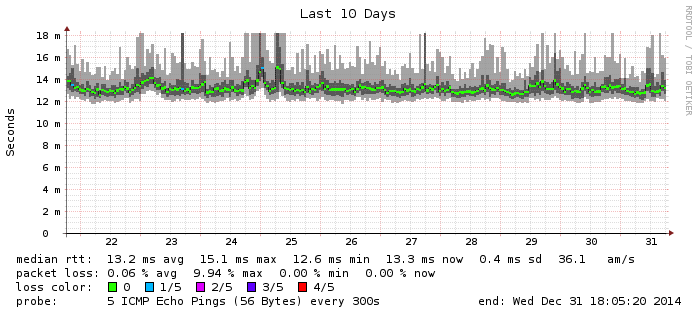 Last 10 Days
RRDTOOL / TOBI OETIKER
Seconds
18 m
16 m
14 m
12 m
10 m
8 m
6 m
4 m
2 m
0
22 23 24 25 26 27 28 29 30 31
median rtt: 13.2 ms avg 15.1 ms max 12.6 ms min 13.3 ms now 0.4 ms sd 36.1 am/s
packet loss: 0.06 % avg 9.94 % max 0.00 % min 0.00 % now
loss color: 0 1/5 2/5 3/5 4/5
probe: 5 ICMP Echo Pings (56 Bytes) every 300s end: Wed Dec 31 18:05:20 2014